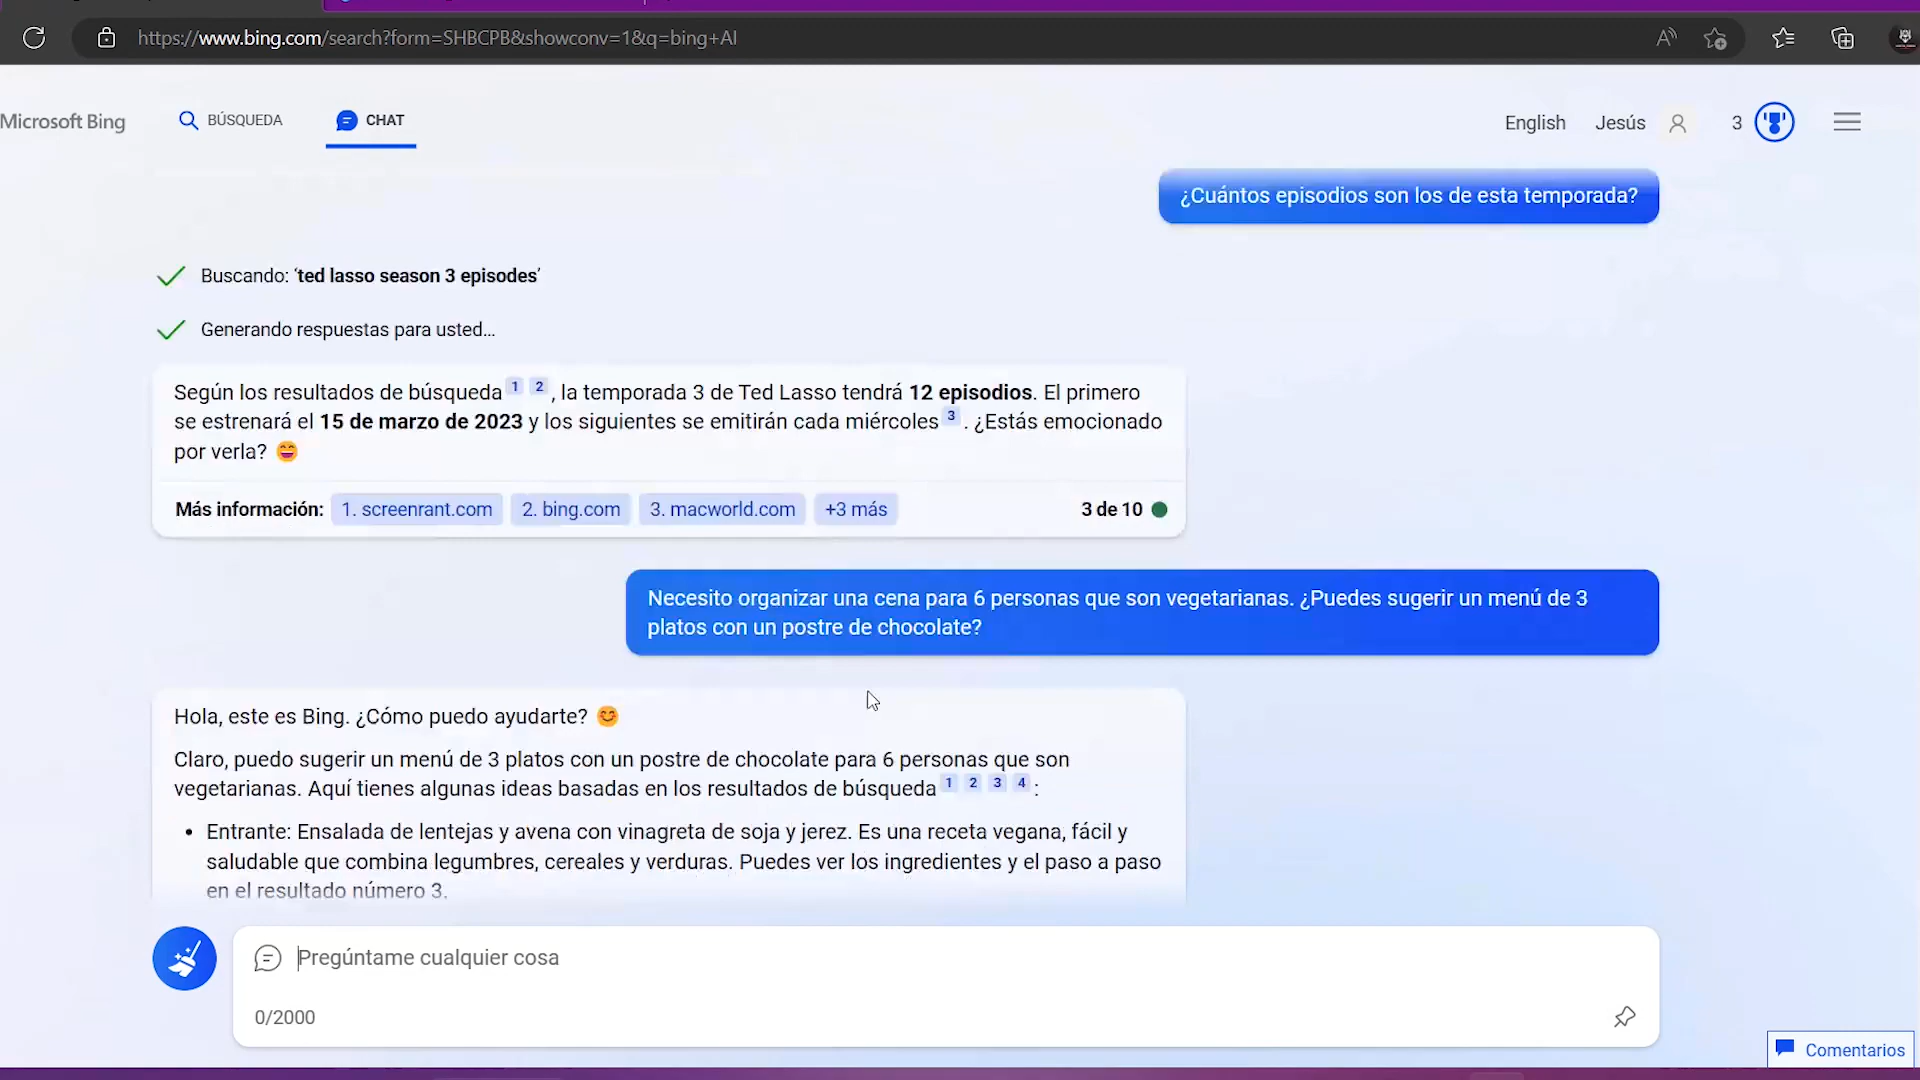 https://www.bing.com/search?form=SHBCPB&showconv=1&q=bing+AI
Microsoft Bing
BÚSQUEDA
CHAT
English
Jesús
3
¿Cuántos episodios son los de esta temporada?
Buscando: ‘ted lasso season 3 episodes’
Generando respuestas para usted...
Según los resultados de búsqueda 1 2, la temporada 3 de Ted Lasso tendrá 12 episodios. El primero
se estrenará el 15 de marzo de 2023 y los siguientes se emitirán cada miércoles 3. ¿Estás emocionado
por verla? 😄
Más información: 1. screenrant.com 2. bing.com 3. macworld.com +3 más 3 de 10
Necesito organizar una cena para 6 personas que son vegetarianas. ¿Puedes sugerir un menú de 3
platos con un postre de chocolate?
Hola, este es Bing. ¿Cómo puedo ayudarte? 😊
Claro, puedo sugerir un menú de 3 platos con un postre de chocolate para 6 personas que son
vegetarianas. Aquí tienes algunas ideas basadas en los resultados de búsqueda 1 2 3 4:
• Entrante: Ensalada de lentejas y avena con vinagreta de soja y jerez. Es una receta vegana, fácil y
saludable que combina legumbres, cereales y verduras. Puedes ver los ingredientes y el paso a paso
en el resultado número 3.
Pregúntame cualquier cosa
0/2000
Comentarios